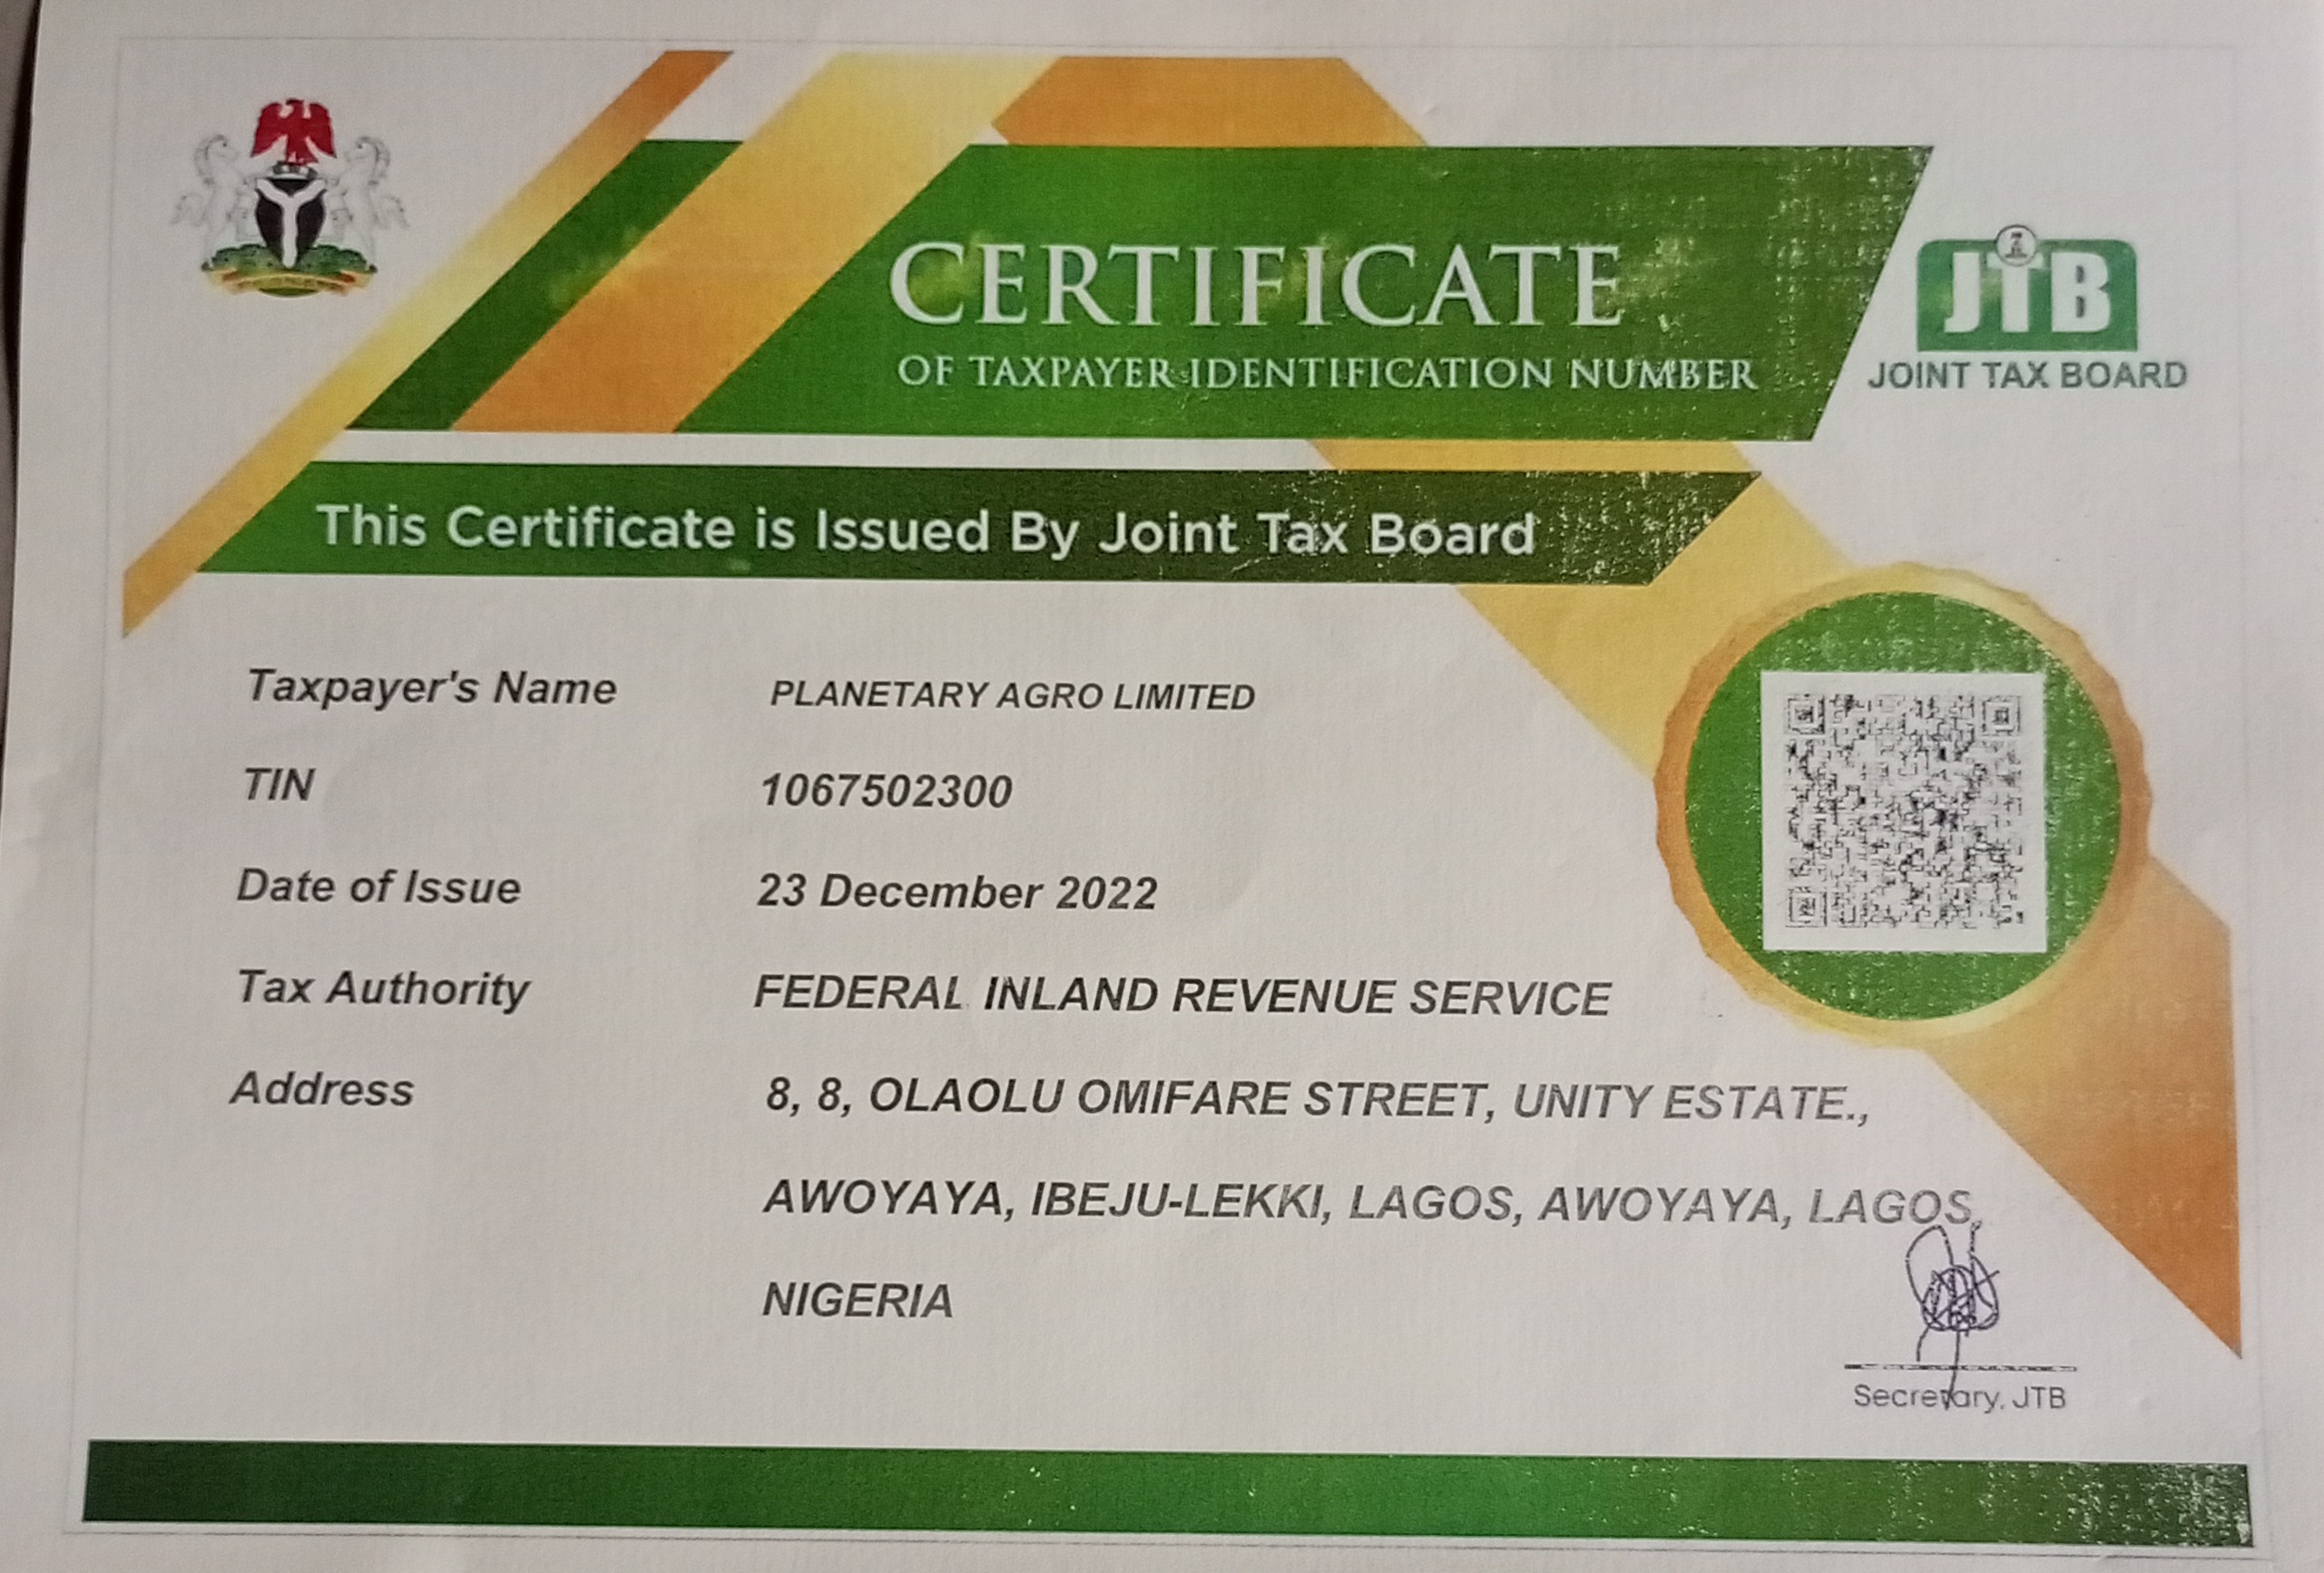 CERTIFICATE
OF TAXPAYER IDENTIFICATION NUMBER
JTB
JOINT TAX BOARD
This Certificate is Issued By Joint Tax Board
Taxpayer's Name PLANETARY AGRO LIMITED
TIN 1067502300
Date of Issue 23 December 2022
Tax Authority FEDERAL INLAND REVENUE SERVICE
Address 8, 8, OLAOLU OMIFARE STREET, UNITY ESTATE.,
AWOYAYA, IBEJU-LEKKI, LAGOS, AWOYAYA, LAGOS,
NIGERIA
Secretary, JTB